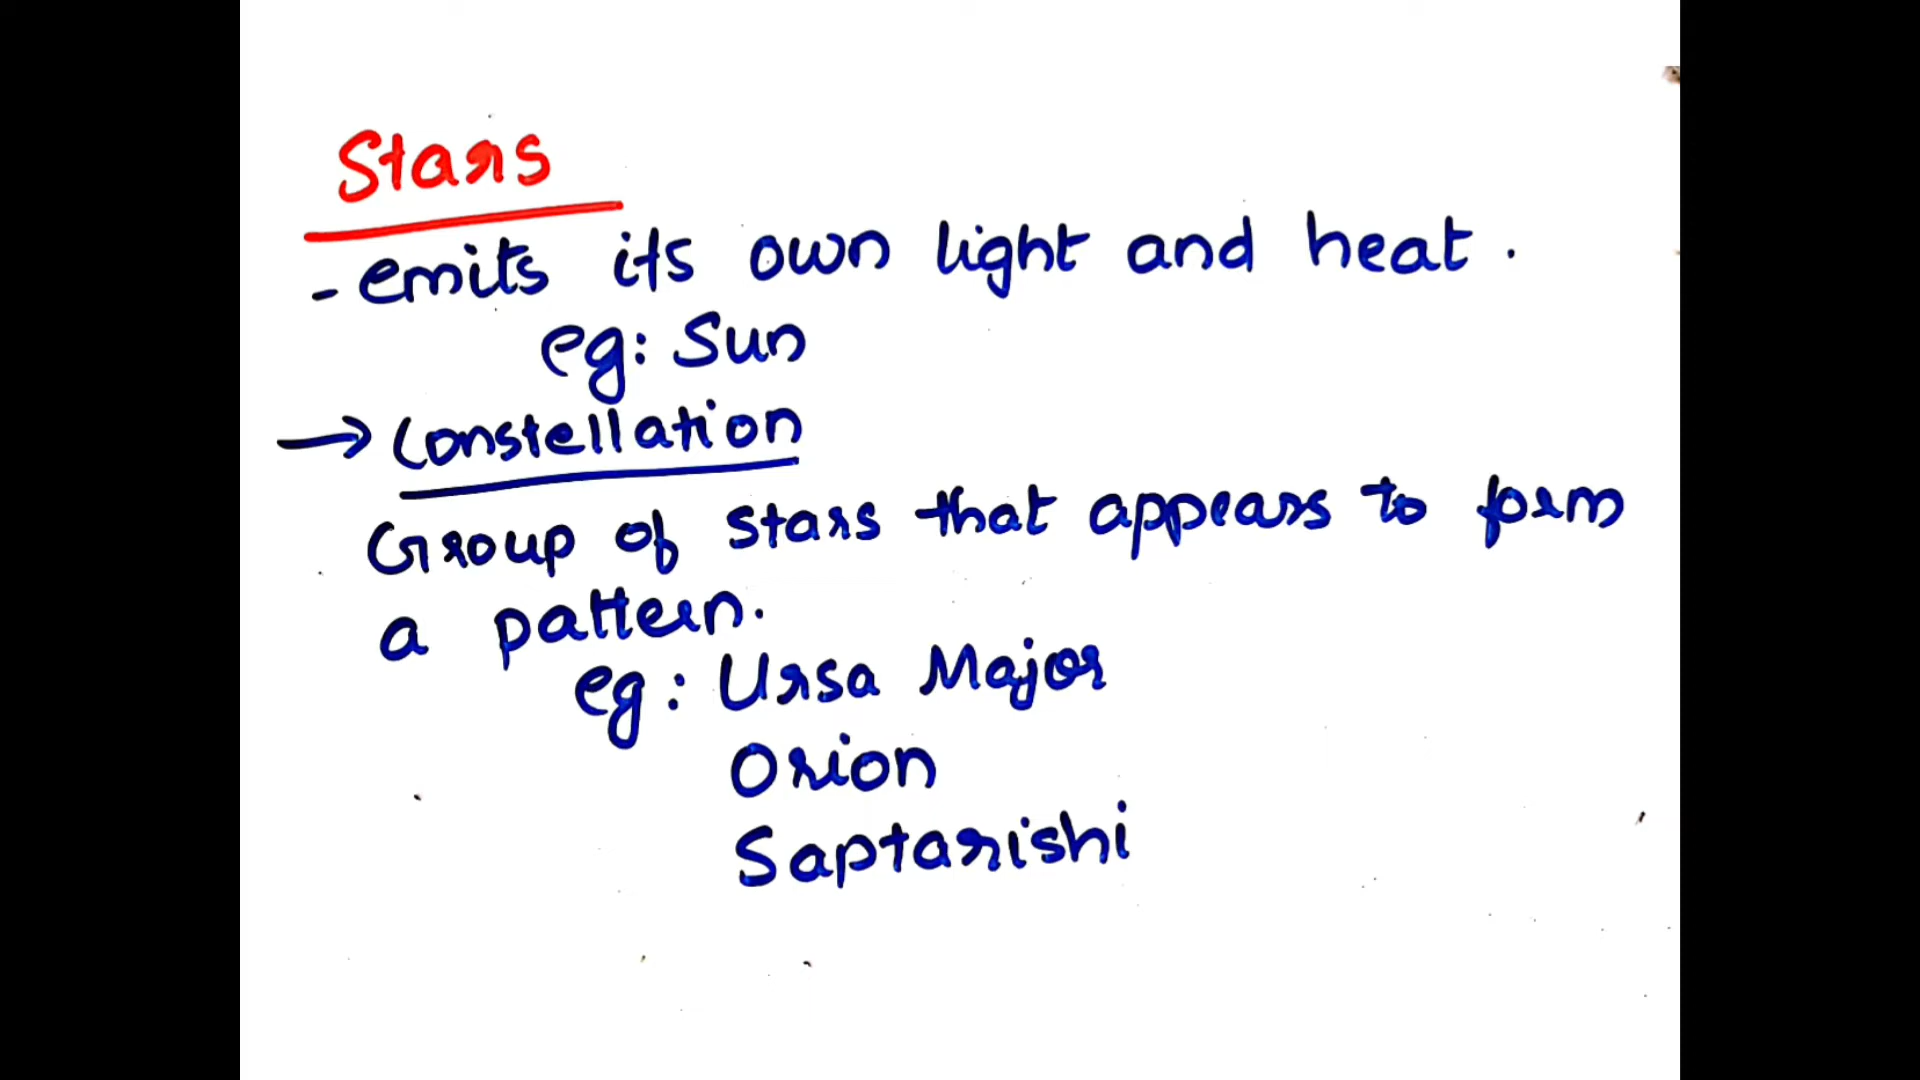 Stars
- emits its own light and heat.
eg: Sun
→ Constellation
Group of stars that appears to form
a pattern.
eg: Ursa Major
Orion
Saptarishi